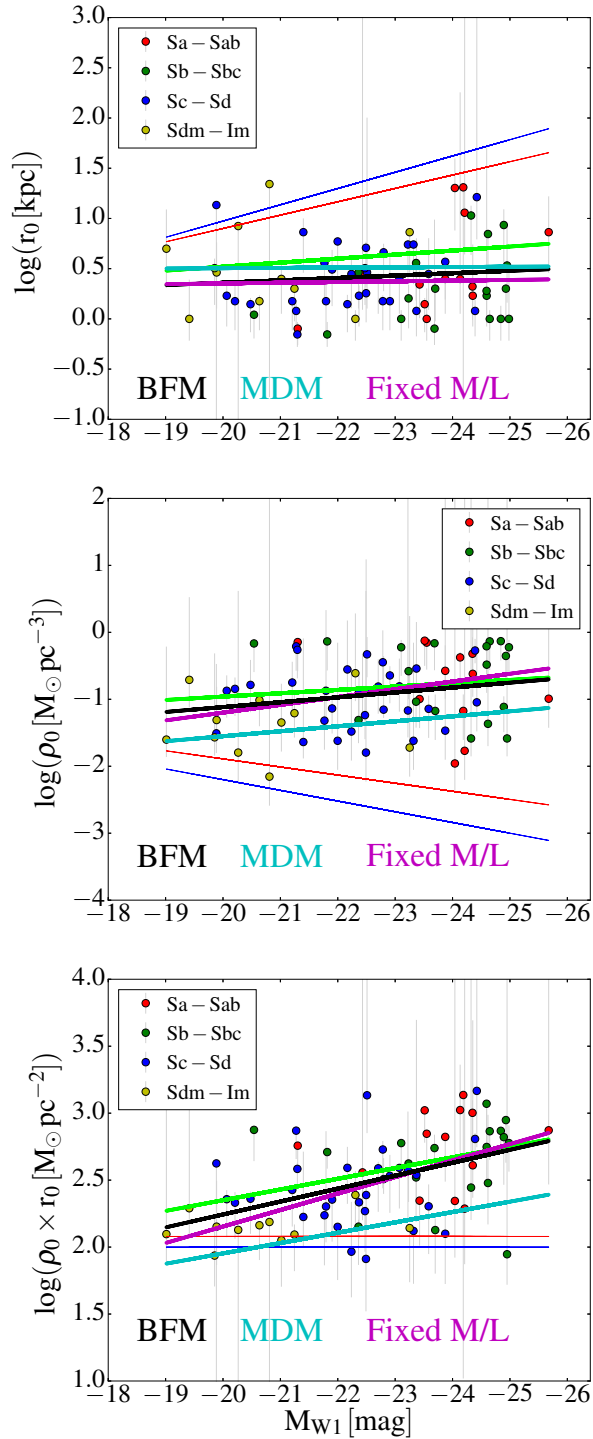 3.0
2.5
2.0
1.5
1.0
0.5
0.0
−0.5
−1.0
log(r₀ [kpc])
Sa − Sab
Sb − Sbc
Sc − Sd
Sdm − Im
BFM MDM Fixed M/L
−18 −19 −20 −21 −22 −23 −24 −25 −26
2
1
0
−1
−2
−3
−4
log(ρ₀ [M⊙ pc⁻³])
Sa − Sab
Sb − Sbc
Sc − Sd
Sdm − Im
BFM MDM Fixed M/L
−18 −19 −20 −21 −22 −23 −24 −25 −26
4.0
3.5
3.0
2.5
2.0
1.5
1.0
log(ρ₀ × r₀ [M⊙ pc⁻²])
Sa − Sab
Sb − Sbc
Sc − Sd
Sdm − Im
BFM MDM Fixed M/L
−18 −19 −20 −21 −22 −23 −24 −25 −26
M_W1 [mag]